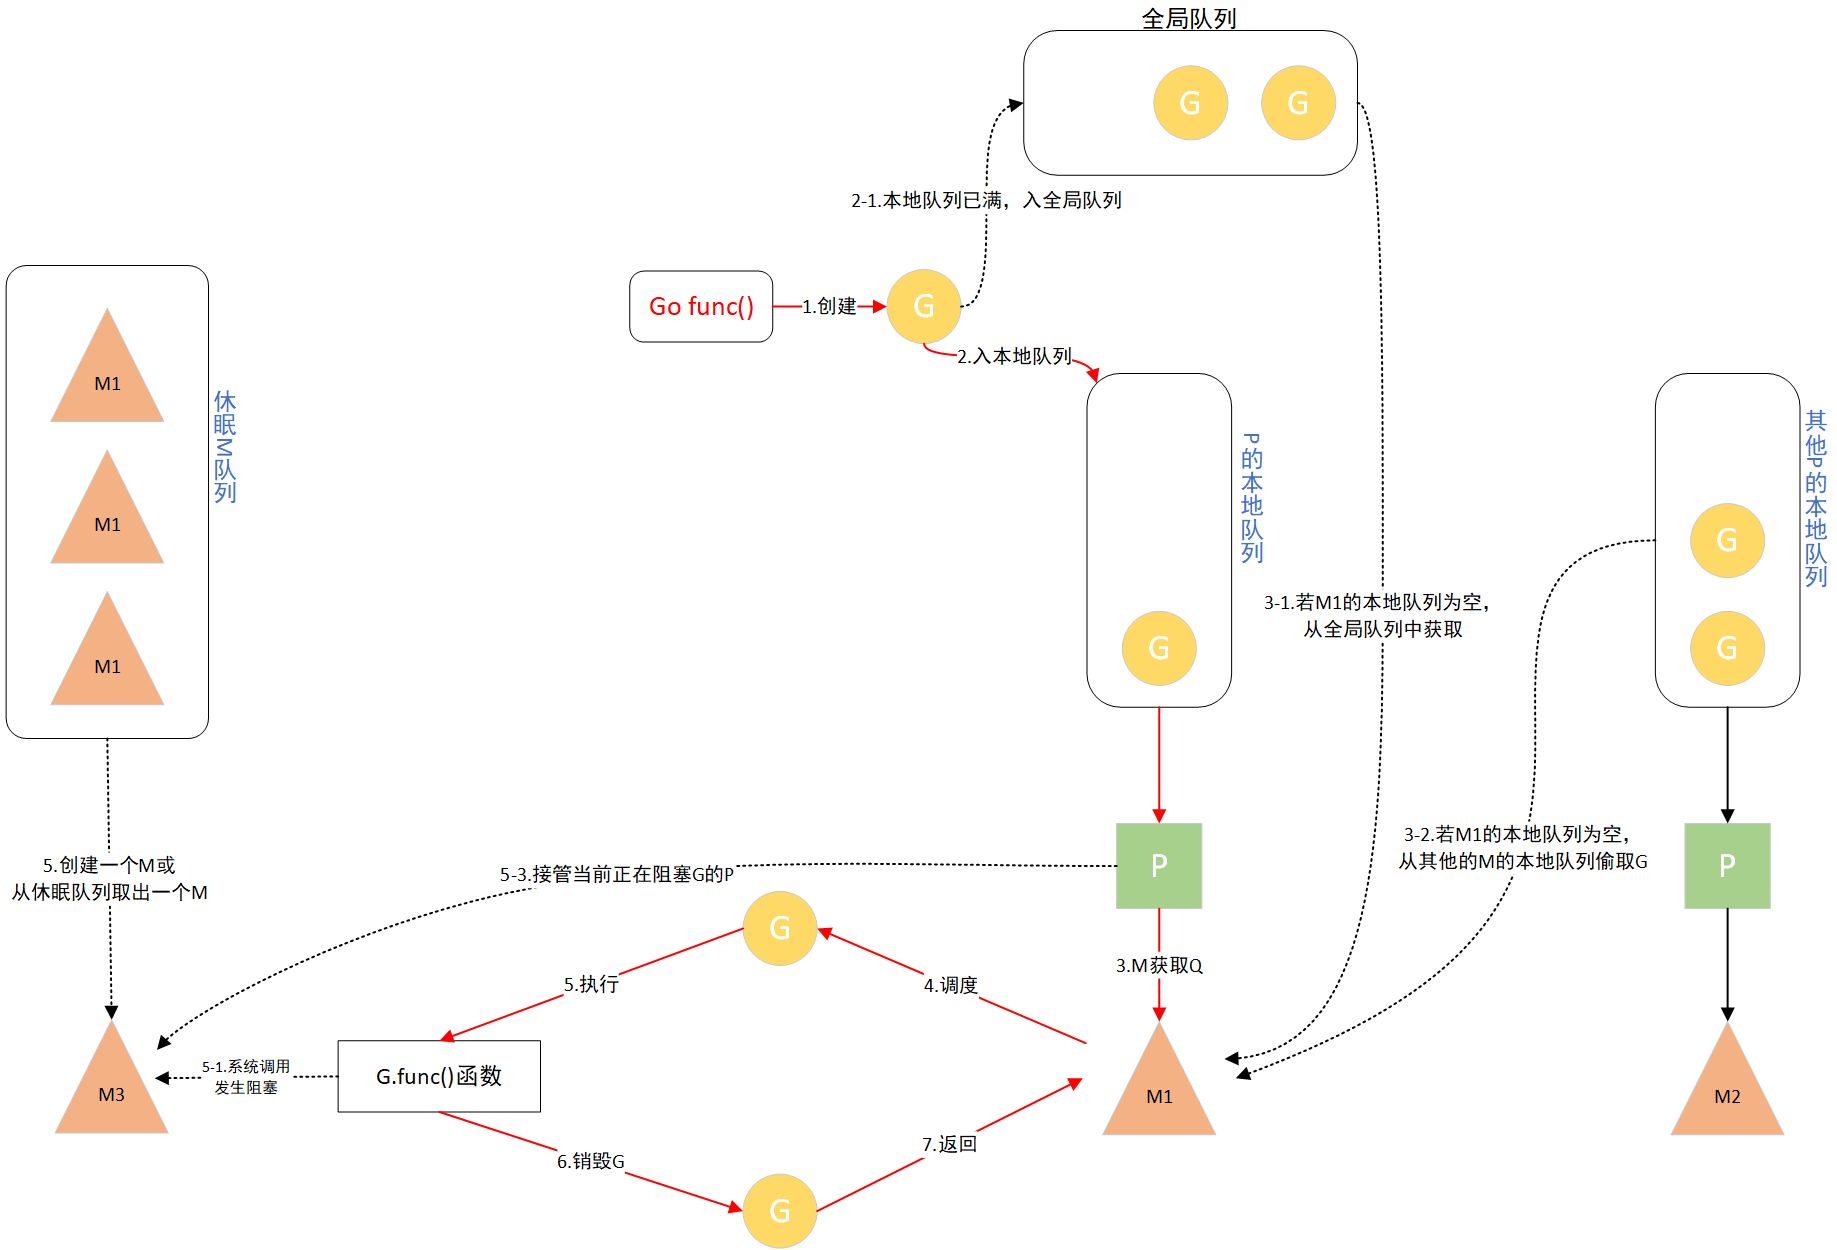 全局队列
G
G
2-1.本地队列已满，入全局队列
Go func()
1.创建
G
2.入本地队列
M1
M1
M1
休眠M队列
P的本地队列
G
其他P的本地队列
G
G
3-1.若M1的本地队列为空，
从全局队列中获取
3-2.若M1的本地队列为空，
从其他的M的本地队列偷取G
5.创建一个M或
从休眠队列取出一个M
5-3.接管当前正在阻塞G的P
P
P
G
5.执行
4.调度
3.M获取Q
M3
5-1.系统调用
发生阻塞
G.func()函数
M1
M2
6.销毁G
7.返回
G